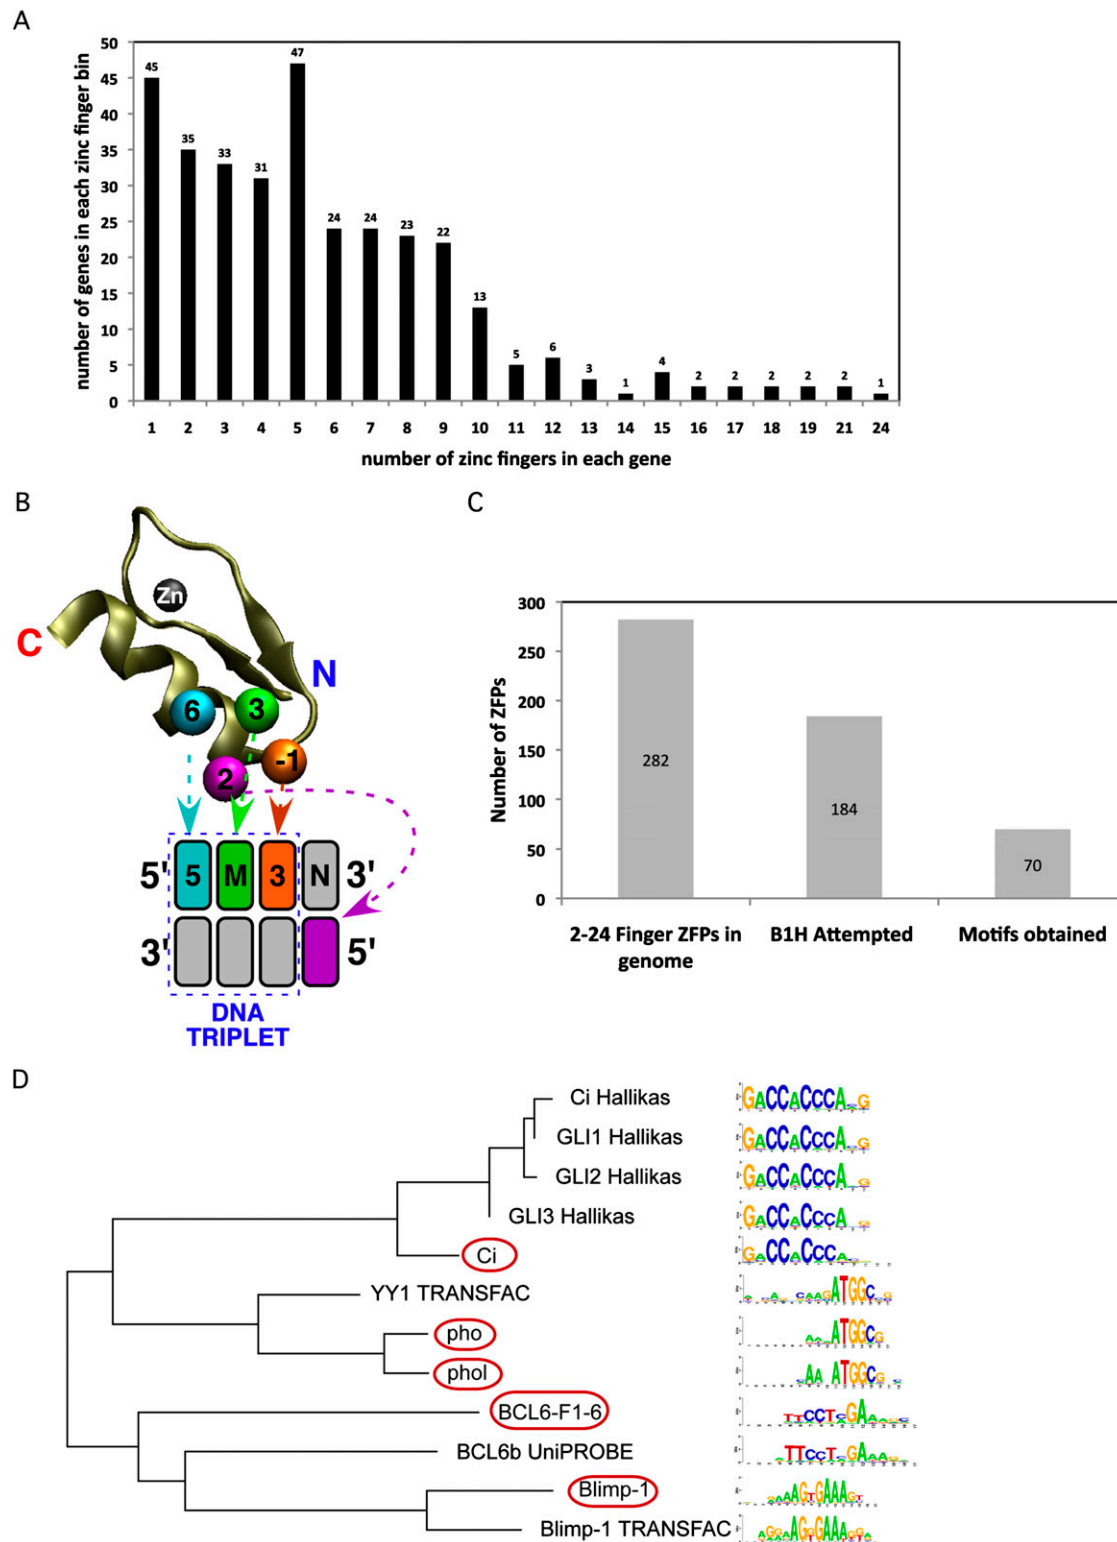 A
number of genes in each zinc finger bin
50
45
40
35
30
25
20
15
10
5
0
45
35
33
31
47
24
24
23
22
13
5
6
3
1
4
2
2
2
2
2
1
1 2 3 4 5 6 7 8 9 10 11 12 13 14 15 16 17 18 19 21 24
number of zinc fingers in each gene
B
Zn
C
N
6
3
2
-1
5' 5 M 3 N 3'
3' 5'
DNA
TRIPLET
C
Number of ZFPs
300
250
200
150
100
50
0
282
184
70
2-24 Finger ZFPs in
genome
B1H Attempted
Motifs obtained
D
Ci Hallikas
GLI1 Hallikas
GLI2 Hallikas
GLI3 Hallikas
Ci
YY1 TRANSFAC
pho
phol
BCL6-F1-6
BCL6b UniPROBE
Blimp-1
Blimp-1 TRANSFAC